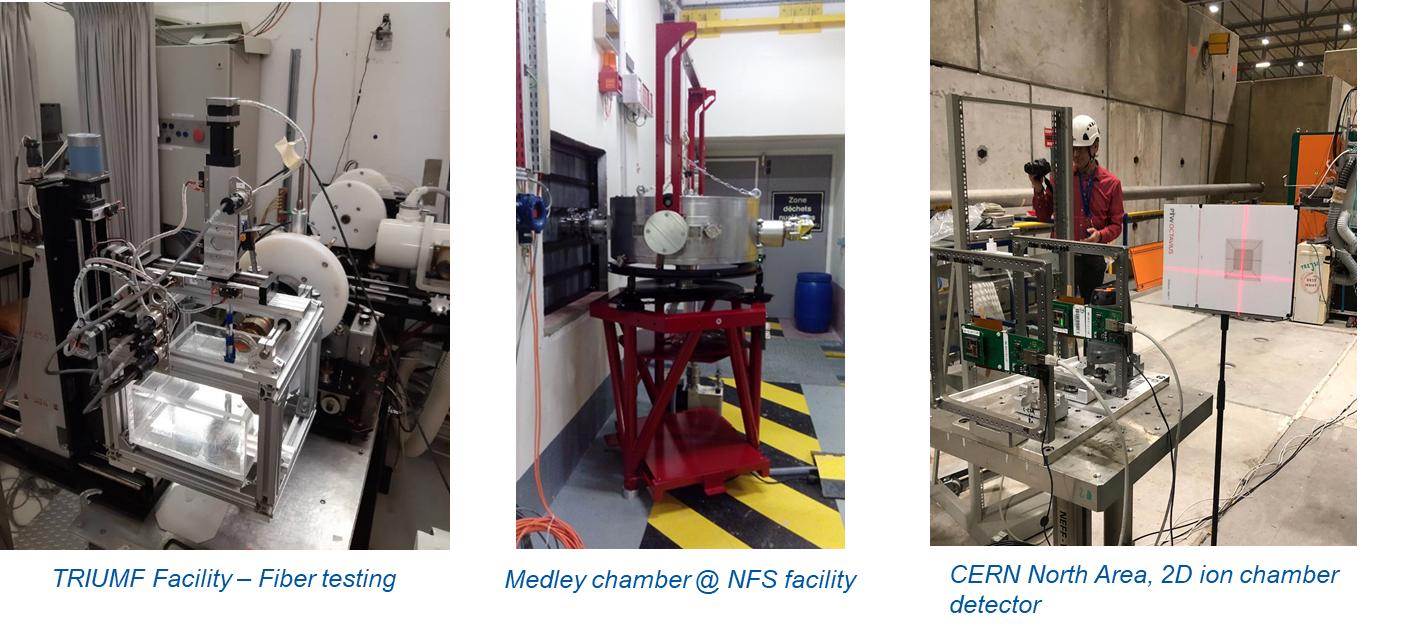 TRIUMF Facility – Fiber testing
Medley chamber @ NFS facility
CERN North Area, 2D ion chamber
detector
Zone
déchets
PTW OCTAVIUS